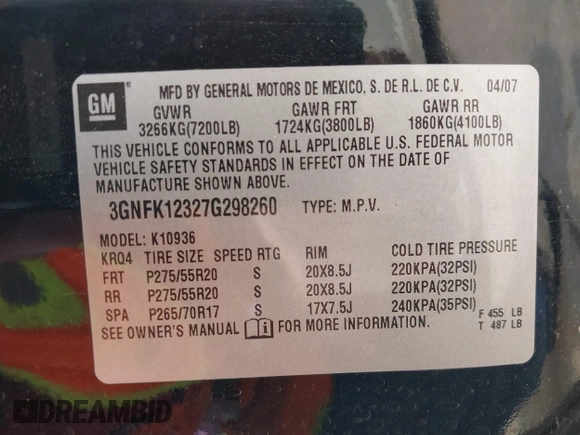 GM
MFD BY GENERAL MOTORS DE MEXICO, S. DE R.L. DE C.V. 04/07
GVWR GAWR FRT GAWR RR
3266KG(7200LB) 1724KG(3800LB) 1860KG(4100LB)
THIS VEHICLE CONFORMS TO ALL APPLICABLE U.S. FEDERAL MOTOR
VEHICLE SAFETY STANDARDS IN EFFECT ON THE DATE OF
MANUFACTURE SHOWN ABOVE.
3GNFK12327G298260 TYPE: M.P.V.
MODEL: K10936
KRQ4 TIRE SIZE SPEED RTG RIM COLD TIRE PRESSURE
FRT P275/55R20 S 20X8.5J 220KPA(32PSI)
RR P275/55R20 S 20X8.5J 220KPA(32PSI)
SPA P265/70R17 S 17X7.5J 240KPA(35PSI) F 455 LB
SEE OWNER'S MANUAL i FOR MORE INFORMATION. T 487 LB
DREAMBID